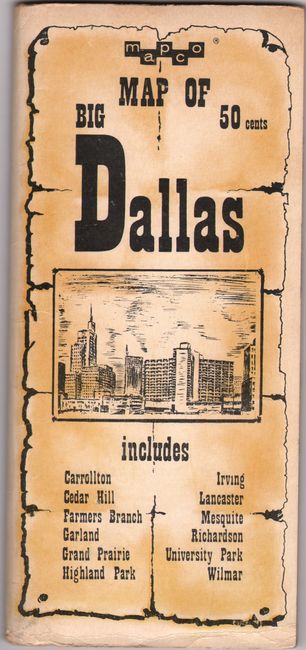 mapco ®
MAP OF
BIG
50 cents
Dallas
includes
Carrollton
Cedar Hill
Farmers Branch
Garland
Grand Prairie
Highland Park
Irving
Lancaster
Mesquite
Richardson
University Park
Wilmar